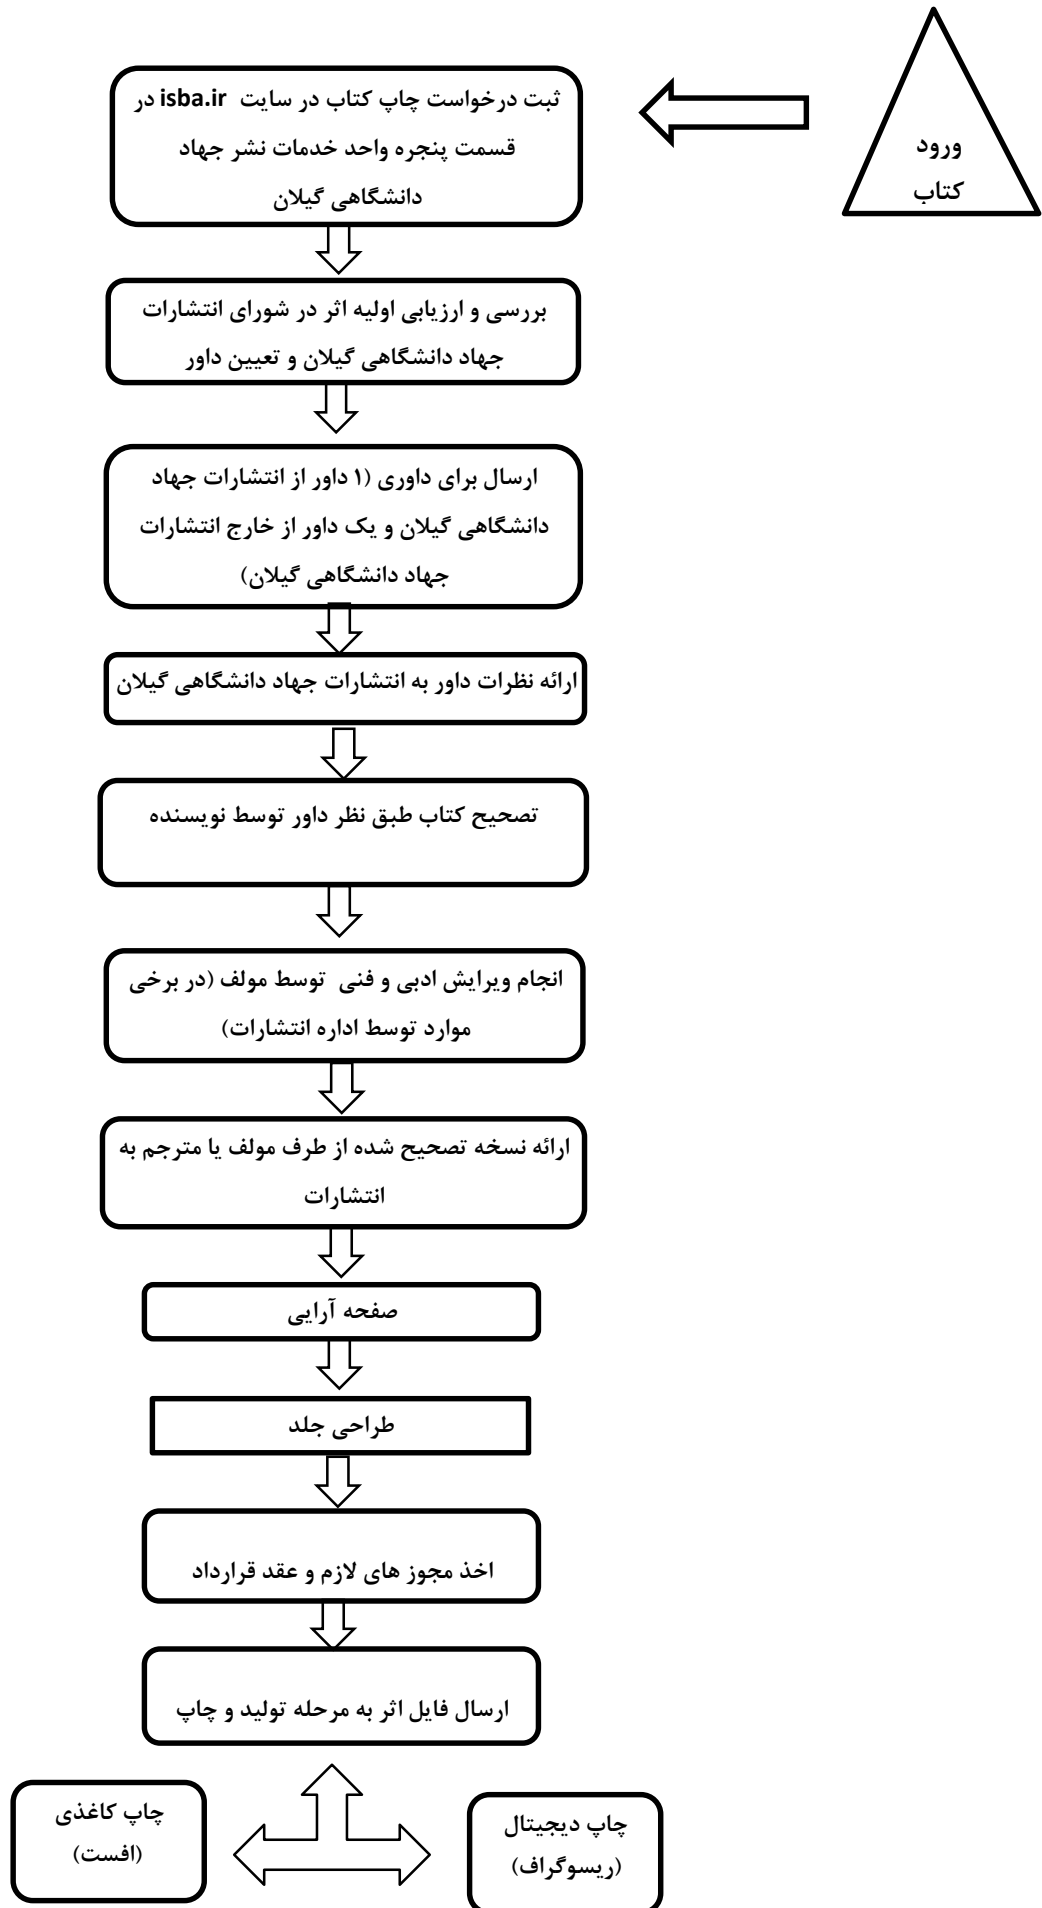 ورود
کتاب
ثبت درخواست چاپ کتاب در سایت isba.ir در
قسمت پنجره واحد خدمات نشر جهاد
دانشگاهی گیلان
بررسی و ارزیابی اولیه اثر در شورای انتشارات
جهاد دانشگاهی گیلان و تعیین داور
ارسال برای داوری (۱ داور از انتشارات جهاد
دانشگاهی گیلان و یک داور از خارج انتشارات
جهاد دانشگاهی گیلان)
ارائه نظرات داور به انتشارات جهاد دانشگاهی گیلان
تصحیح کتاب طبق نظر داور توسط نویسنده
انجام ویرایش ادبی و فنی توسط مولف (در برخی
موارد توسط اداره انتشارات)
ارائه نسخه تصحیح شده از طرف مولف یا مترجم به
انتشارات
صفحه آرایی
طراحی جلد
اخذ مجوز های لازم و عقد قرارداد
ارسال فایل اثر به مرحله تولید و چاپ
چاپ دیجیتال
(ریسوگراف)
چاپ کاغذی
(افست)